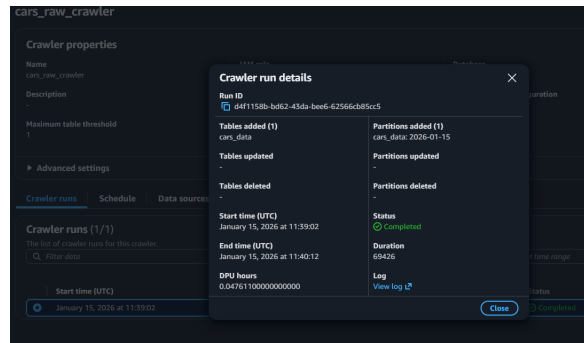 cars_raw_crawler
Crawler properties
Name
cars_raw_crawler
Description
-
Maximum table threshold
1
Advanced settings
Crawler runs Schedule Data sources
Crawler runs (1/1)
The list of crawler runs for this crawler.
Filter data
Start time (UTC)
January 15, 2026 at 11:39:02
Crawler run details
Run ID
d4f1158b-bd62-43da-bee6-62566cb85cc5
Tables added (1)
cars_data
Partitions added (1)
cars_data: 2026-01-15
Tables updated
-
Partitions updated
-
Tables deleted
-
Partitions deleted
-
Start time (UTC)
January 15, 2026 at 11:39:02
Status
Completed
End time (UTC)
January 15, 2026 at 11:40:12
Duration
69426
DPU hours
0.04761100000000000
Log
View log
Close
time range
Status
Completed